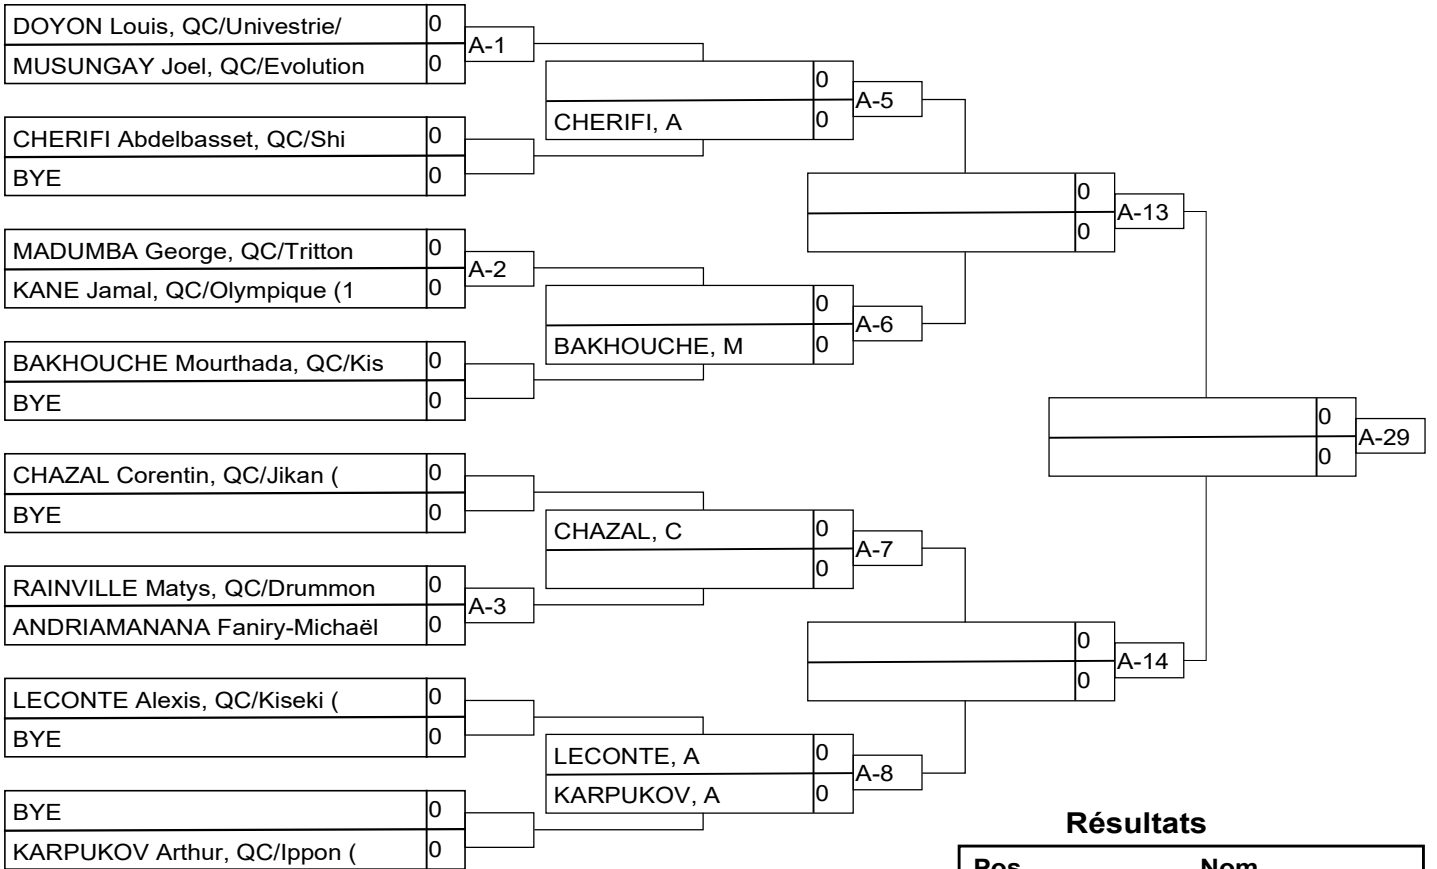 DOYON Louis, QC/Univestrie/ 0
A-1
MUSUNGAY Joel, QC/Evolution 0
0
A-5
CHERIFI, A 0
CHERIFI Abdelbasset, QC/Shi 0
BYE 0
0
A-13
0
MADUMBA George, QC/Tritton 0
A-2
KANE Jamal, QC/Olympique (1 0
0
A-6
BAKHOUCHE, M 0
BAKHOUCHE Mourthada, QC/Kis 0
BYE 0
0
A-29
0
CHAZAL Corentin, QC/Jikan ( 0
BYE 0
CHAZAL, C 0
A-7
0
RAINVILLE Matys, QC/Drummon 0
A-3
ANDRIAMANANA Faniry-Michaël 0
0
A-14
0
LECONTE Alexis, QC/Kiseki ( 0
BYE 0
LECONTE, A 0
A-8
KARPUKOV, A 0
BYE 0
KARPUKOV Arthur, QC/Ippon ( 0
Résultats
Pos Nom